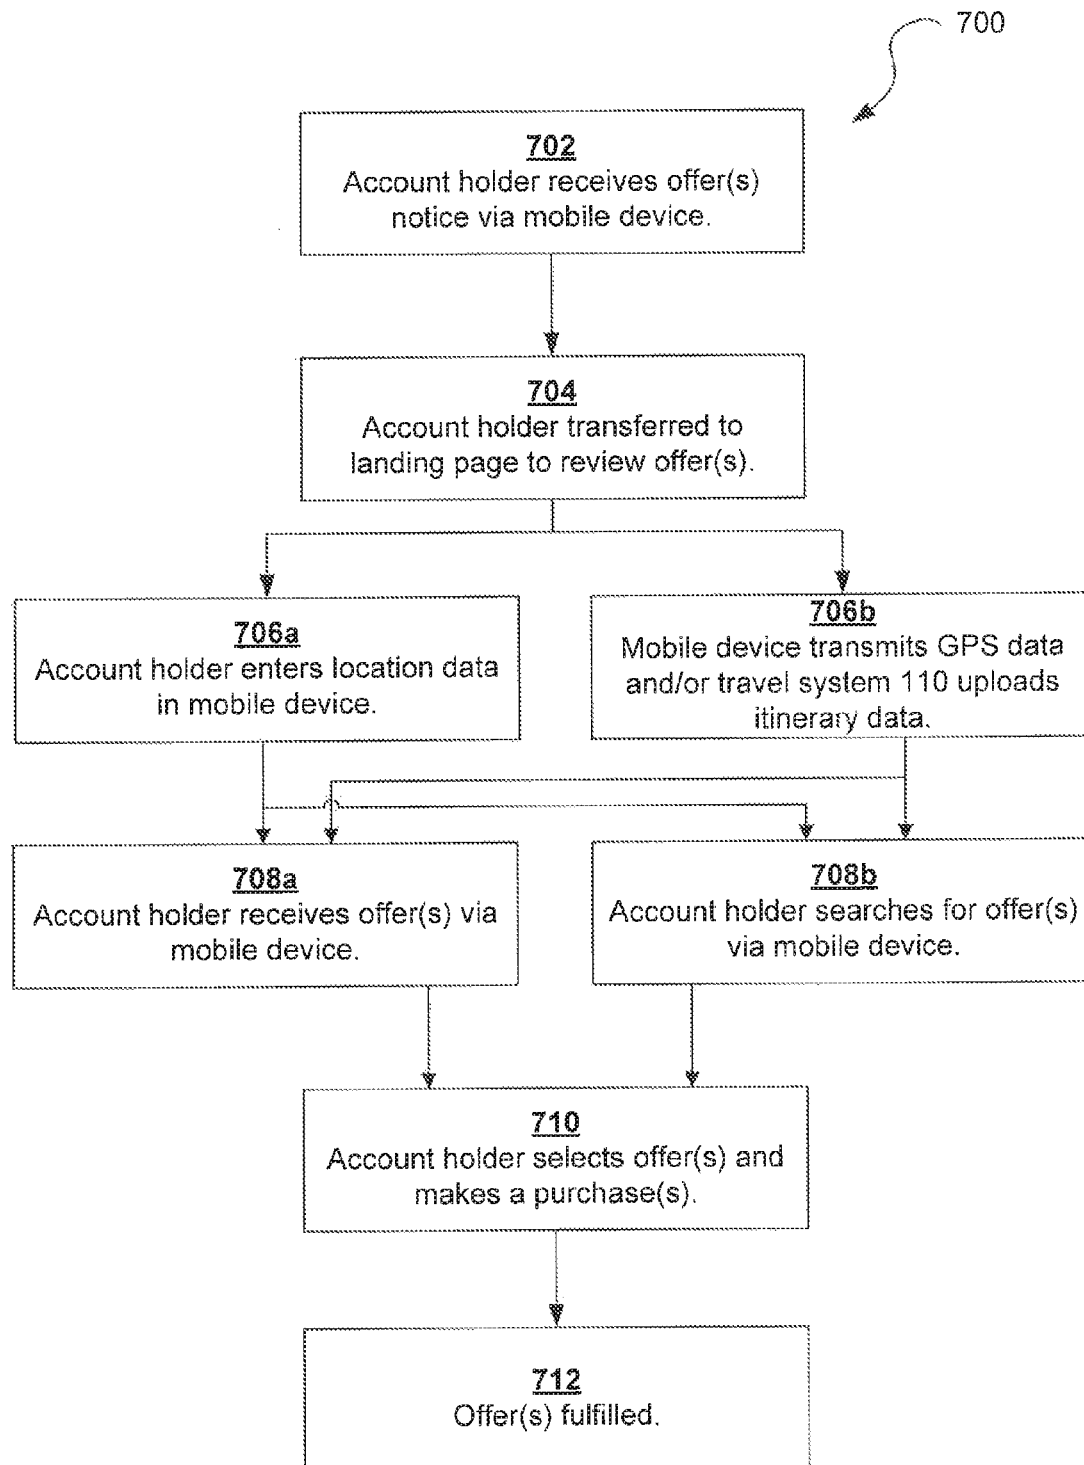 700
702
Account holder receives offer(s)
notice via mobile device.
704
Account holder transferred to
landing page to review offer(s).
706a
Account holder enters location data
in mobile device.
706b
Mobile device transmits GPS data
and/or travel system 110 uploads
itinerary data.
708a
Account holder receives offer(s) via
mobile device.
708b
Account holder searches for offer(s)
via mobile device.
710
Account holder selects offer(s) and
makes a purchase(s).
712
Offer(s) fulfilled.